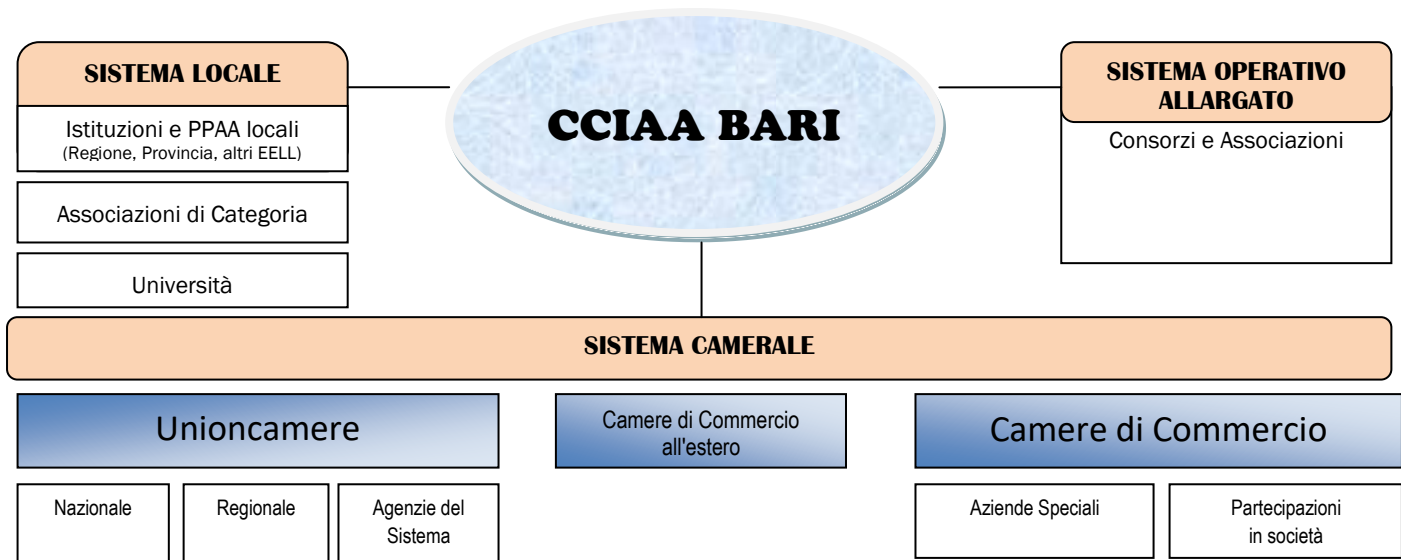 CCIAA BARI
SISTEMA LOCALE
Istituzioni e PPAA locali
(Regione, Provincia, altri EELL)
Associazioni di Categoria
Università
SISTEMA OPERATIVO
ALLARGATO
Consorzi e Associazioni
SISTEMA CAMERALE
Unioncamere
Nazionale
Regionale
Agenzie del
Sistema
Camere di Commercio
all'estero
Camere di Commercio
Aziende Speciali
Partecipazioni
in società